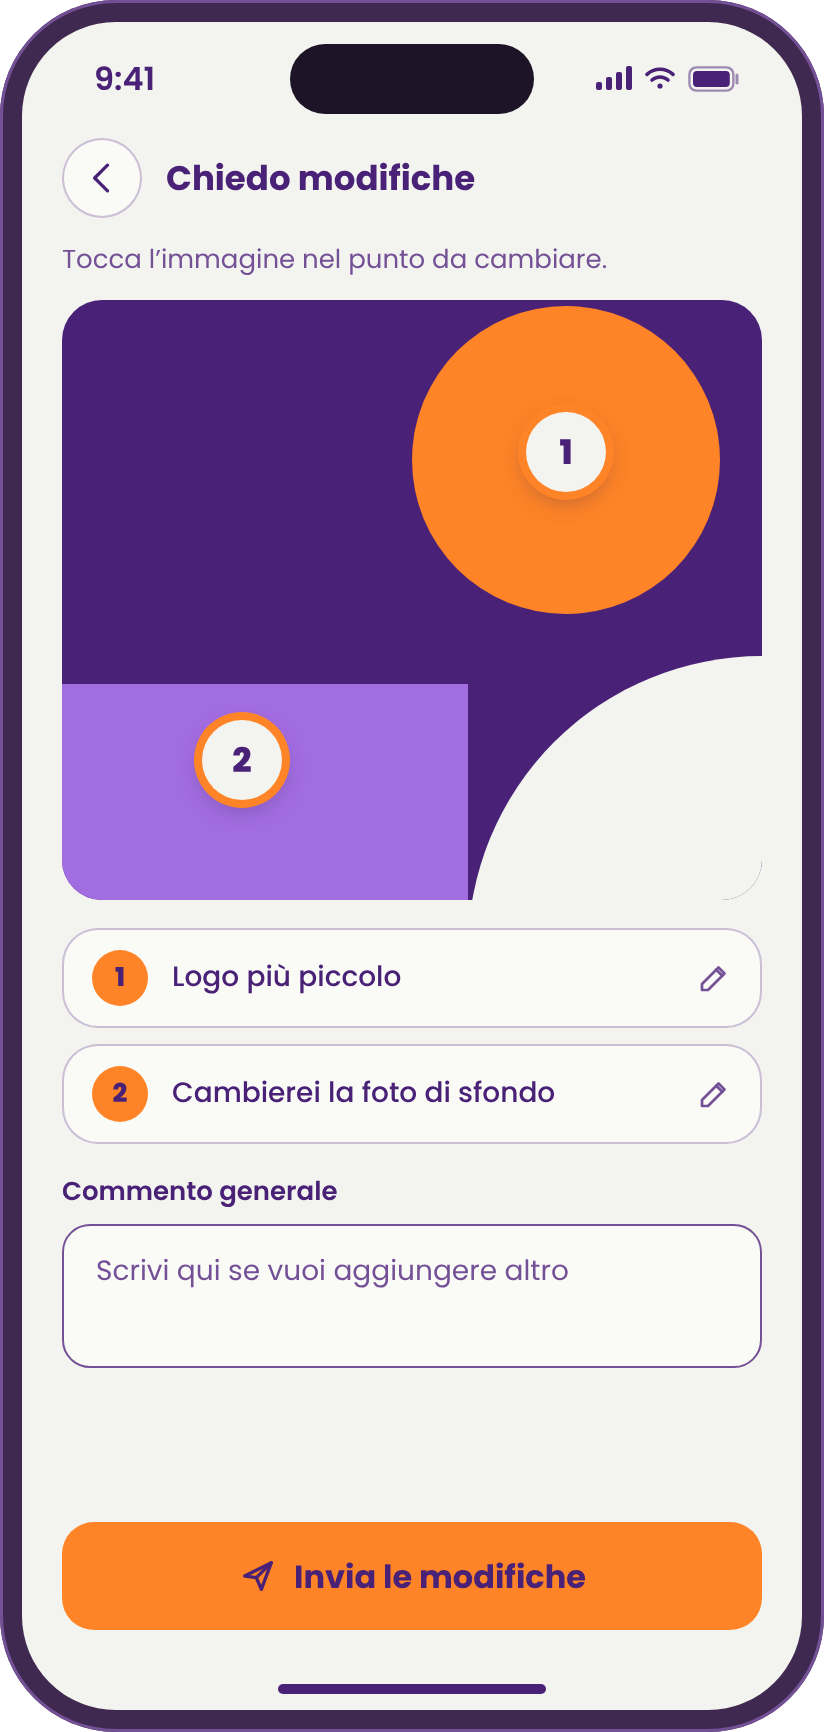 9:41
Chiedo modifiche
Tocca l’immagine nel punto da cambiare.
1
2
1 Logo più piccolo
2 Cambierei la foto di sfondo
Commento generale
Scrivi qui se vuoi aggiungere altro
Invia le modifiche